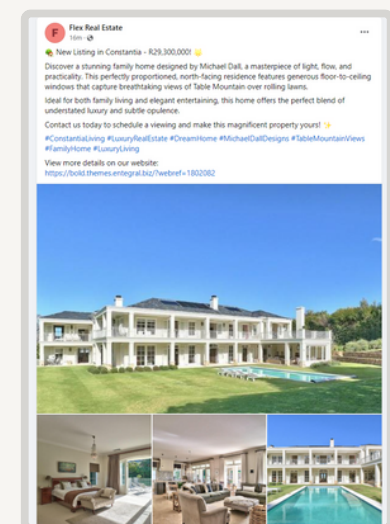 F
Flex Real Estate
16m
🏡 New Listing in Constantia - R29,300,000! 🌟
Discover a stunning family home designed by Michael Dall, a masterpiece of light, flow, and
practicality. This perfectly proportioned, north-facing residence features generous floor-to-ceiling
windows that capture breathtaking views of Table Mountain over rolling lawns.
Ideal for both family living and elegant entertaining, this home offers the perfect blend of
understated luxury and subtle opulence.
Contact us today to schedule a viewing and make this magnificent property yours! ✨
#ConstantiaLiving #LuxuryRealEstate #DreamHome #MichaelDallDesigns #TableMountainViews
#FamilyHome #LuxuryLiving
View more details on our website:
https://bold.themes.entegral.biz/?webref=1802082